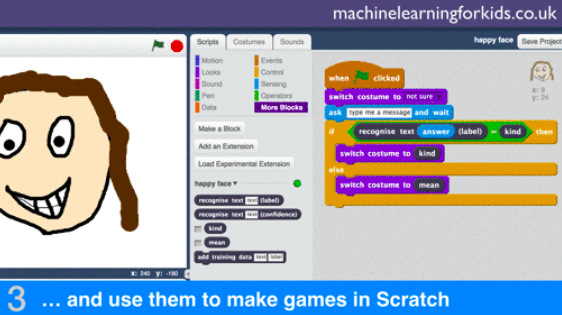 machinelearningforkids.co.uk
happy face Save Project
Scripts Costumes Sounds
Motion Events
Looks Control
Sound Sensing
Pen Operators
Data More Blocks
Make a Block
Add an Extension
Load Experimental Extension
happy face
recognise text text (label)
recognise text text (confidence)
kind
mean
add training data text label
x: 240 y: -180
when clicked
switch costume to not sure
ask type me a message and wait
if recognise text answer (label) = kind then
switch costume to kind
else
switch costume to mean
x: 0
y: 24
3 ... and use them to make games in Scratch